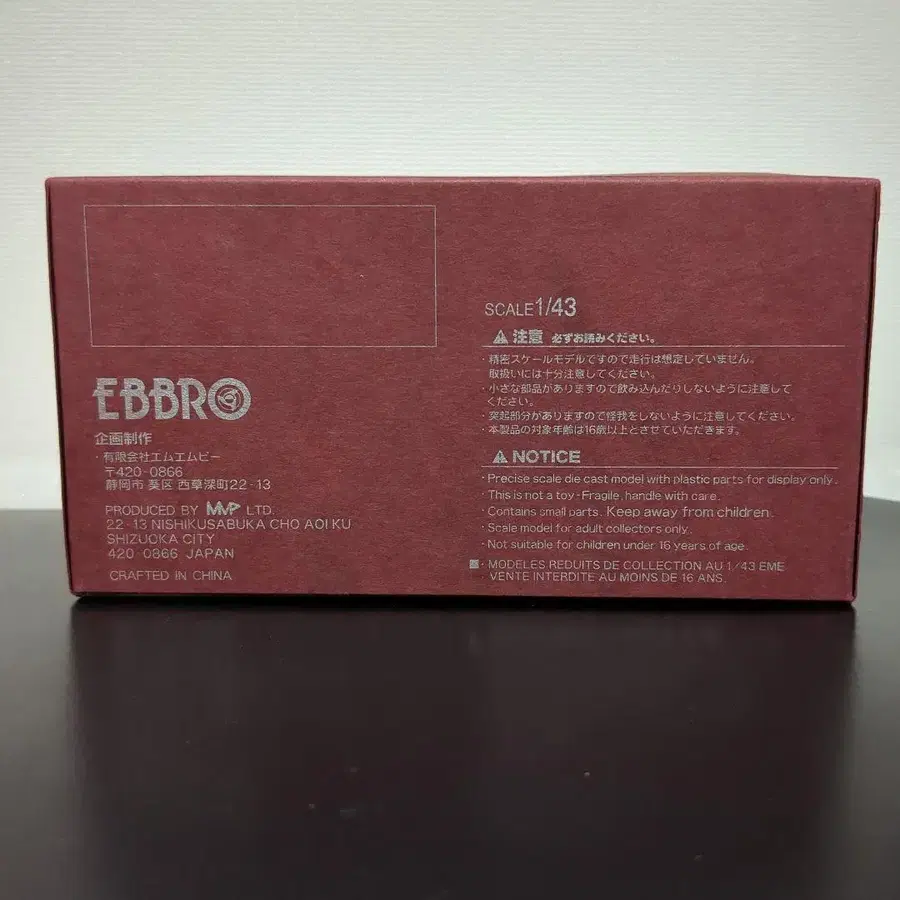 EBBRO
企画制作
・有限会社エムエムピー
〒420-0866
静岡市 葵区 西草深町22-13
PRODUCED BY MMP LTD.
22-13 NISHIKUSABUKA CHO AOI KU
SHIZUOKA CITY
420-0866 JAPAN
CRAFTED IN CHINA
SCALE 1/43
注意 必ずお読みください。
・精密スケールモデルですので走行は想定していません。
取扱いには十分注意してください。
・小さな部品がありますので飲み込んだりしないように注意して
ください。
・突起部分がありますので怪我をしないように注意してください。
・本製品の対象年齢は16歳以上とさせていただきます。
NOTICE
・Precise scale die cast model with plastic parts for display only.
・This is not a toy - Fragile, handle with care.
・Contains small parts. Keep away from children.
・Scale model for adult collectors only.
・Not suitable for children under 16 years of age.
・MODELES REDUITS DE COLLECTION AU 1/43 EME
VENTE INTERDITE AU MOINS DE 16 ANS.